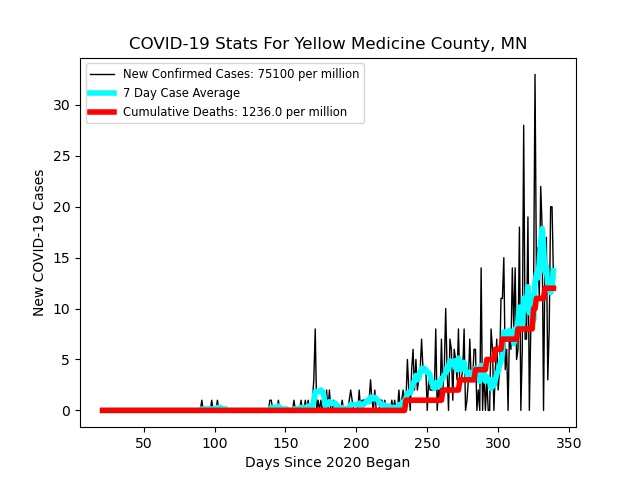 COVID-19 Stats For Yellow Medicine County, MN
New Confirmed Cases: 75100 per million
7 Day Case Average
Cumulative Deaths: 1236.0 per million
New COVID-19 Cases
30
25
20
15
10
5
0
50
100
150
200
250
300
350
Days Since 2020 Began